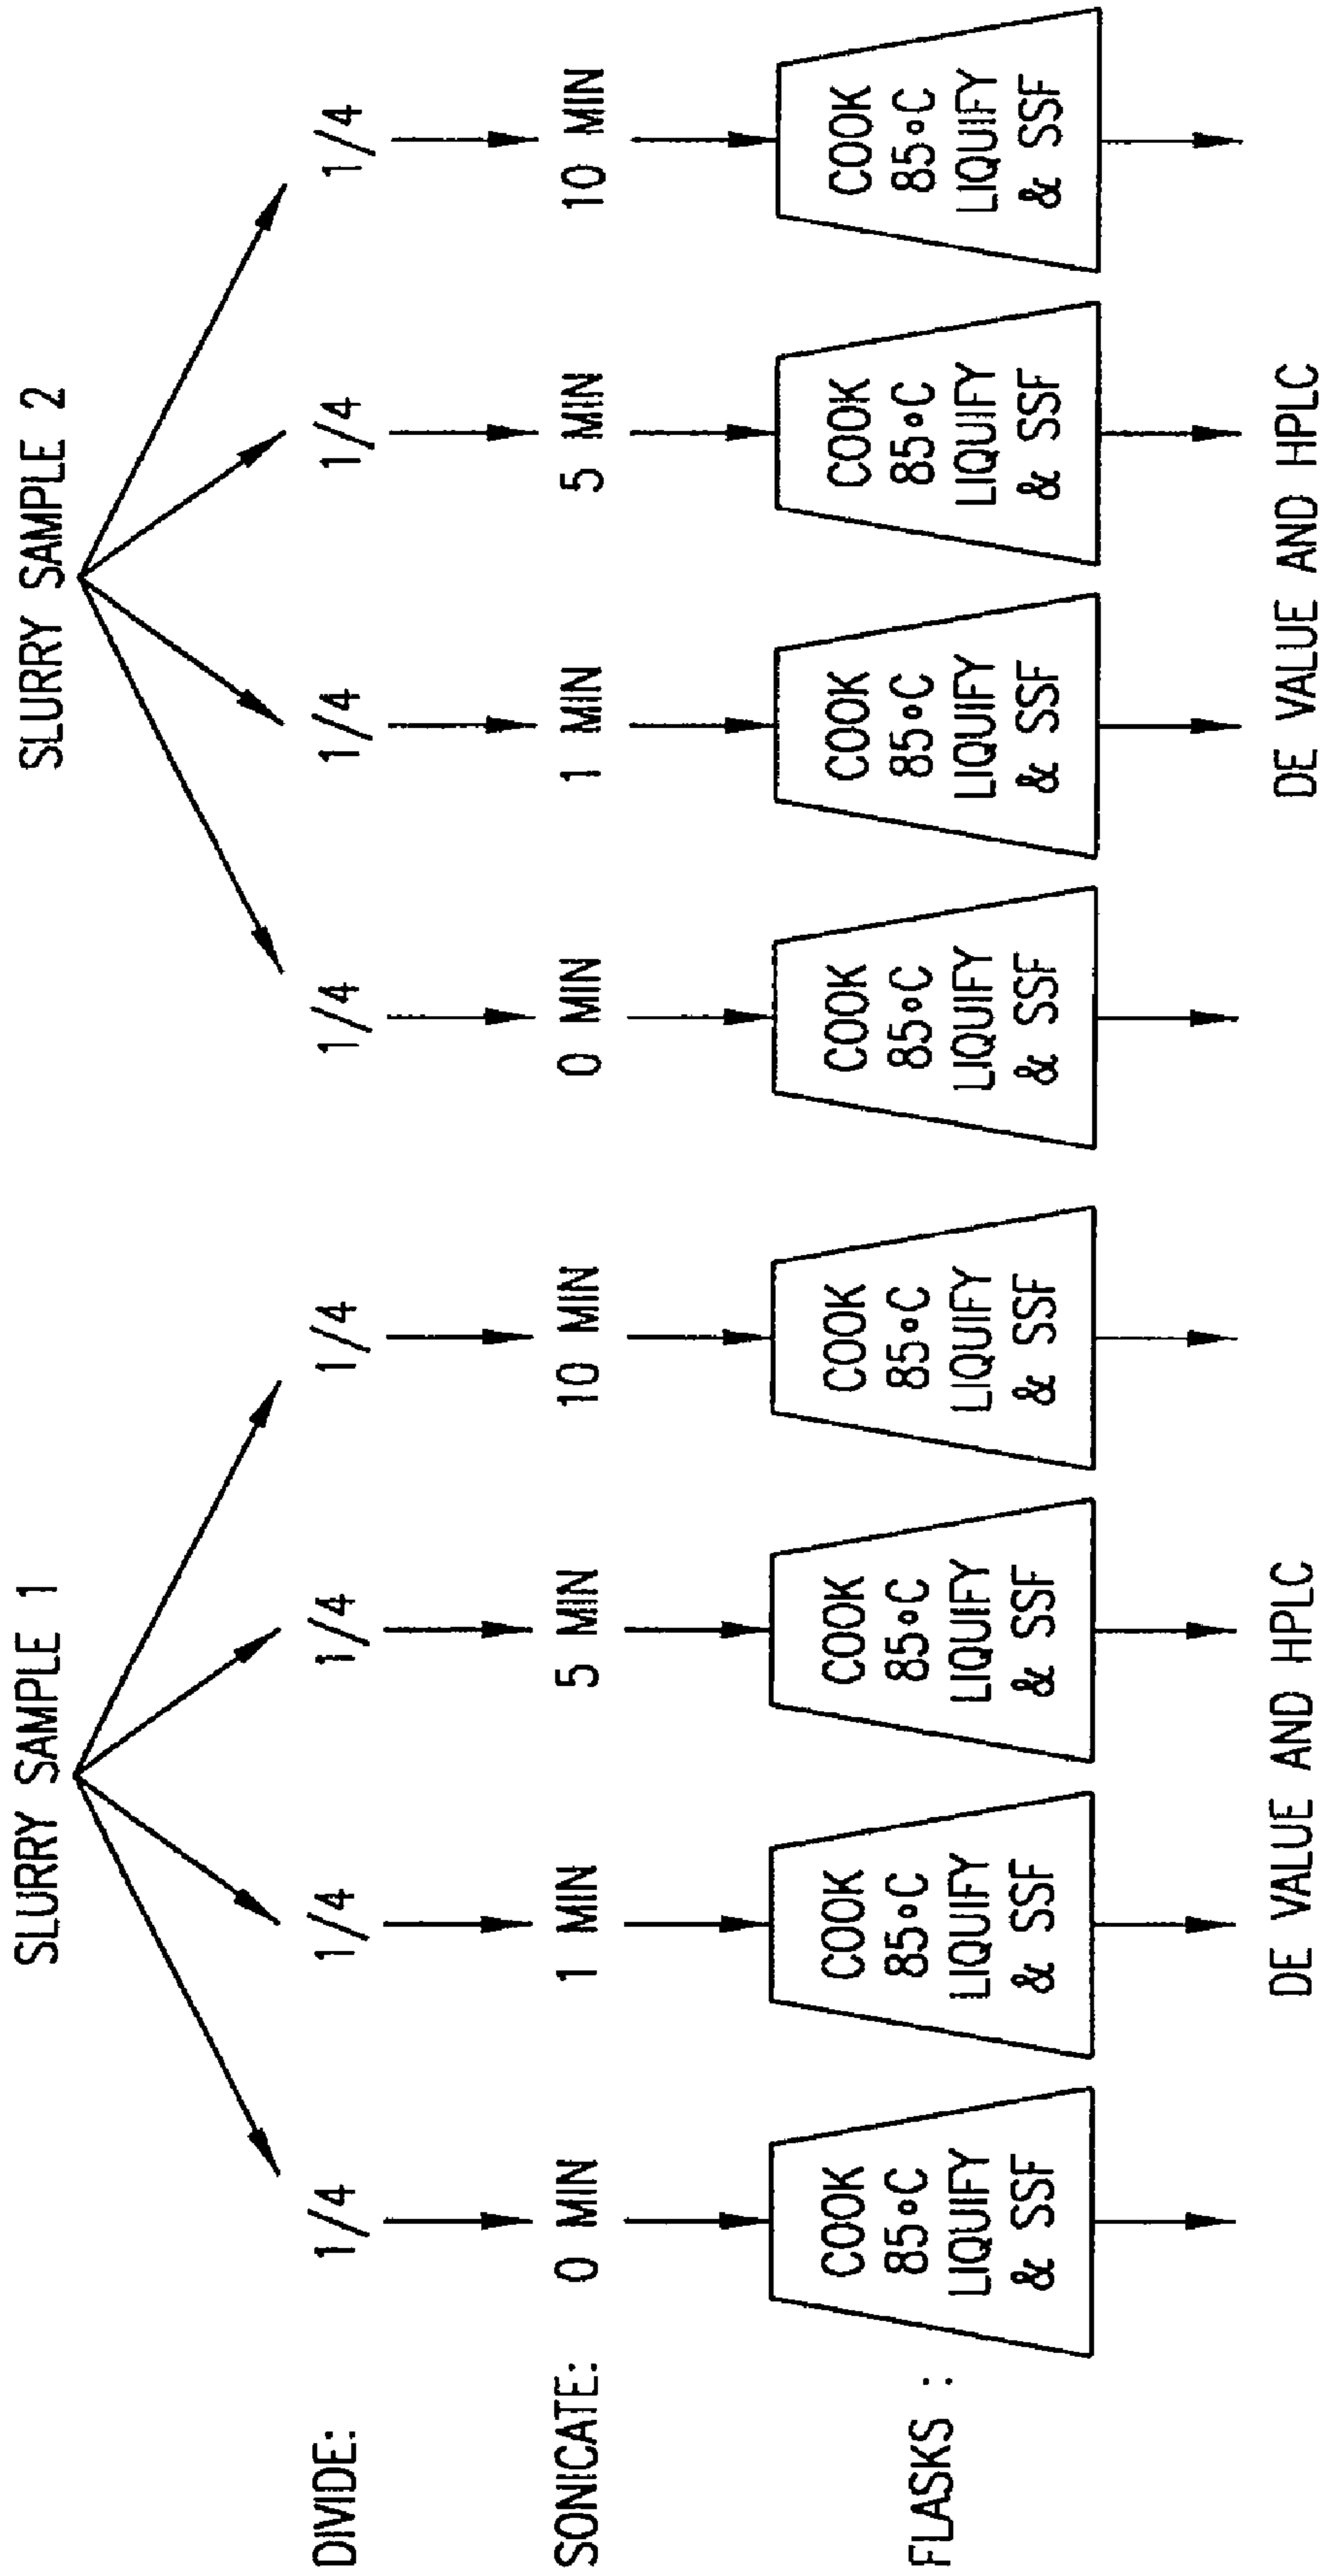 SLURRY SAMPLE 1
SLURRY SAMPLE 2
DIVIDE:
1/4
1/4
1/4
1/4
1/4
1/4
1/4
1/4
SONICATE:
0 MIN
1 MIN
5 MIN
10 MIN
0 MIN
1 MIN
5 MIN
10 MIN
FLASKS :
COOK
85°C
LIQUIFY
& SSF
COOK
85°C
LIQUIFY
& SSF
COOK
85°C
LIQUIFY
& SSF
COOK
85°C
LIQUIFY
& SSF
COOK
85°C
LIQUIFY
& SSF
COOK
85°C
LIQUIFY
& SSF
COOK
85°C
LIQUIFY
& SSF
COOK
85°C
LIQUIFY
& SSF
DE VALUE AND HPLC
DE VALUE AND HPLC